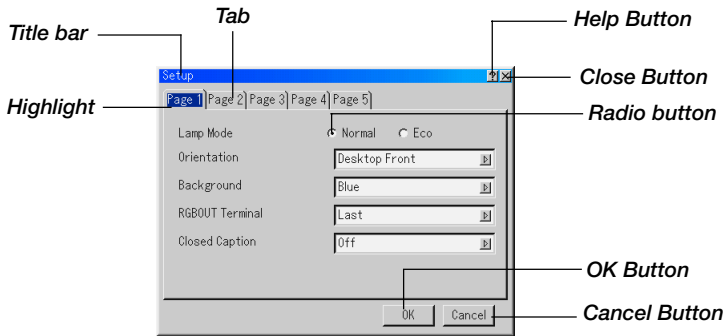 Title bar
Tab
Help Button
Setup
?
×
Close Button
Highlight
Page 1 Page 2 Page 3 Page 4 Page 5
Radio button
Lamp Mode Normal Eco
Orientation Desktop Front
Background Blue
RGBOUT Terminal Last
Closed Caption Off
OK Button
OK Cancel
Cancel Button